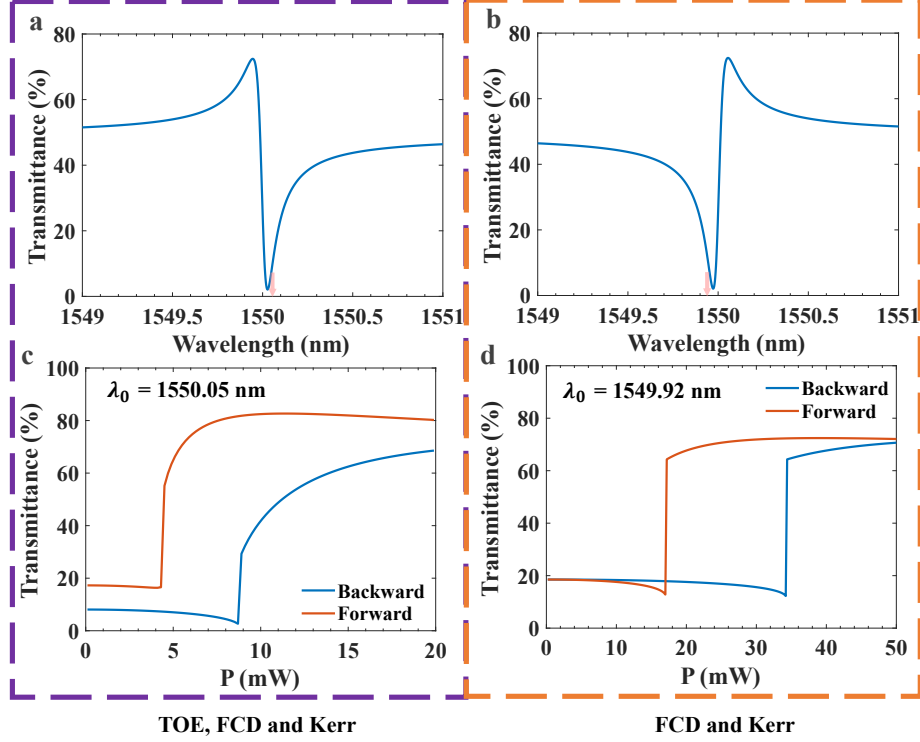 a
Transmittance (%)
80
60
40
20
0
1549
1549.5
1550
1550.5
1551
Wavelength (nm)
b
Transmittance (%)
80
60
40
20
0
1549
1549.5
1550
1550.5
1551
Wavelength (nm)
c
λ0 = 1550.05 nm
Transmittance (%)
100
80
60
40
20
0
Backward
Forward
0
5
10
15
20
P (mW)
d
λ0 = 1549.92 nm
Backward
Forward
Transmittance (%)
100
80
60
40
20
0
0
10
20
30
40
50
P (mW)
TOE, FCD and Kerr
FCD and Kerr